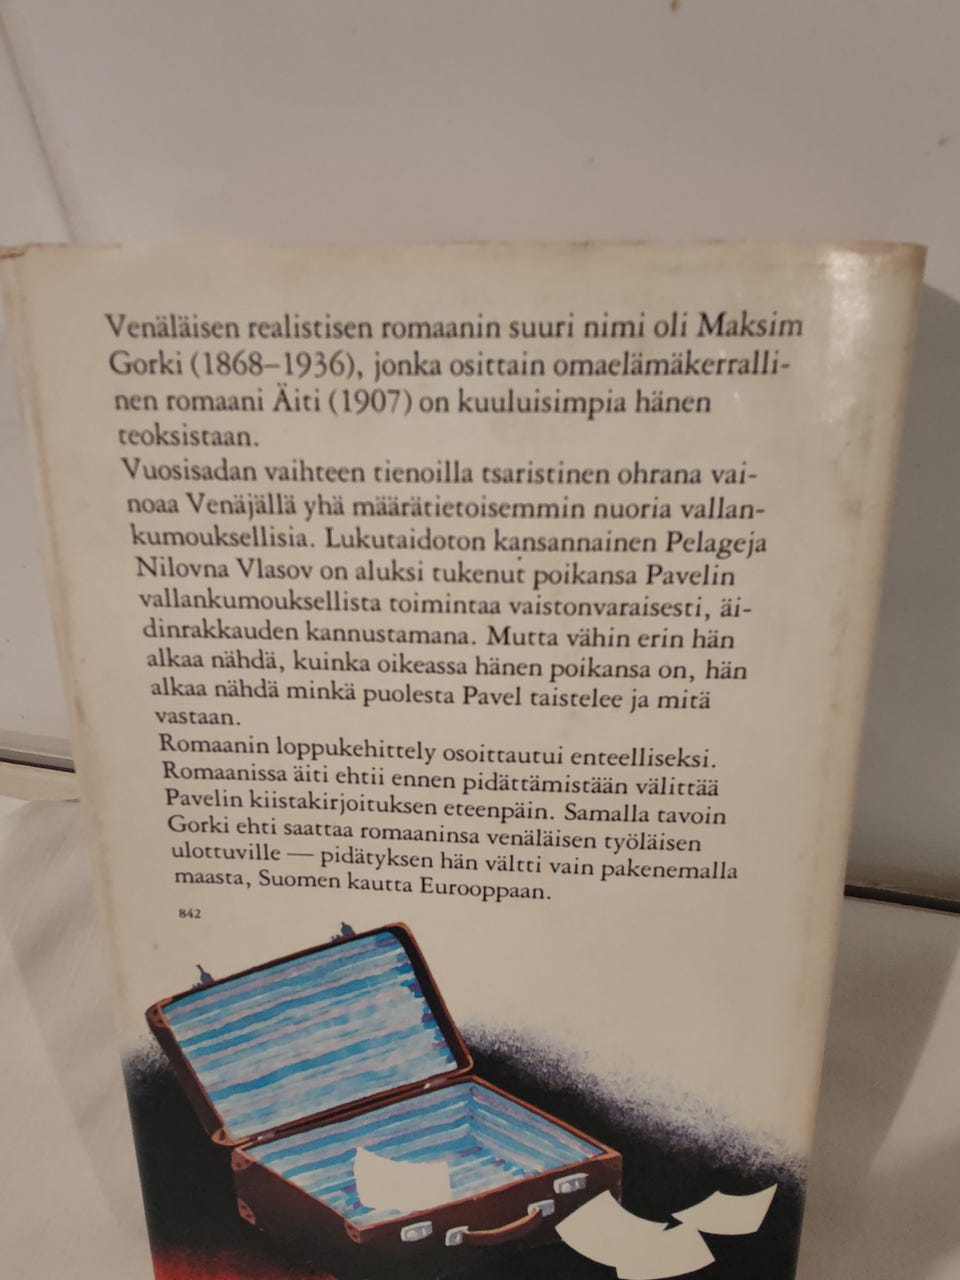 Venäläisen realistisen romaanin suuri nimi oli Maksim
Gorki (1868–1936), jonka osittain omaelämäkerralli-
nen romaani Äiti (1907) on kuuluisimpia hänen
teoksistaan.
Vuosisadan vaihteen tienoilla tsaristinen ohrana vai-
noaa Venäjällä yhä määrätietoisemmin nuoria vallan-
kumouksellisia. Lukutaidoton kansannainen Pelageja
Nilovna Vlasov on aluksi tukenut poikansa Pavelin
vallankumouksellista toimintaa vaistonvaraisesti, äi-
dinrakkauden kannustamana. Mutta vähin erin hän
alkaa nähdä, kuinka oikeassa hänen poikansa on, hän
alkaa nähdä minkä puolesta Pavel taistelee ja mitä
vastaan.
Romaanin loppukehittely osoittautui enteelliseksi.
Romaanissa äiti ehtii ennen pidättämistään välittää
Pavelin kiistakirjoituksen eteenpäin. Samalla tavoin
Gorki ehti saattaa romaaninsa venäläisen työläisen
ulottuville — pidätyksen hän vältti vain pakenemalla
maasta, Suomen kautta Eurooppaan.
842